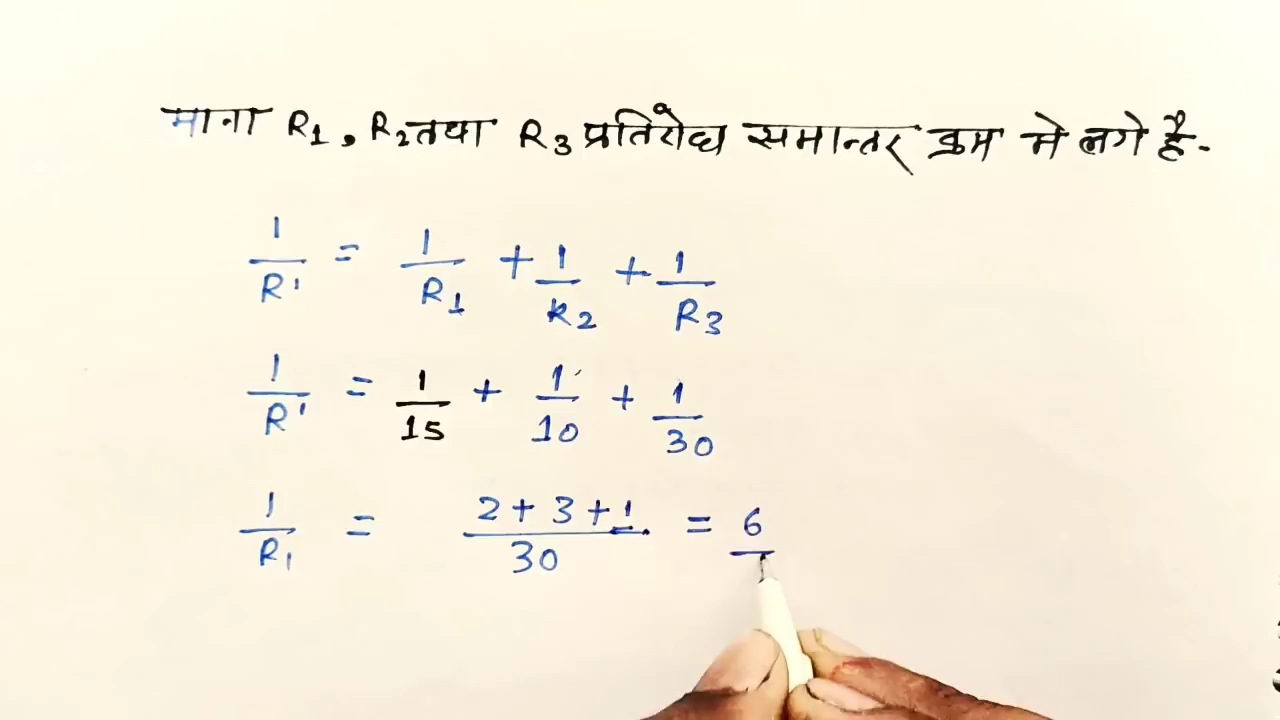 माना R₁, R₂ तथा R₃ प्रतिरोध समान्तर क्रम मे लगे है-
1/R' = 1/R₁ + 1/R₂ + 1/R₃
1/R' = 1/15 + 1/10 + 1/30
1/R₁ = (2 + 3 + 1)/30 = 6/